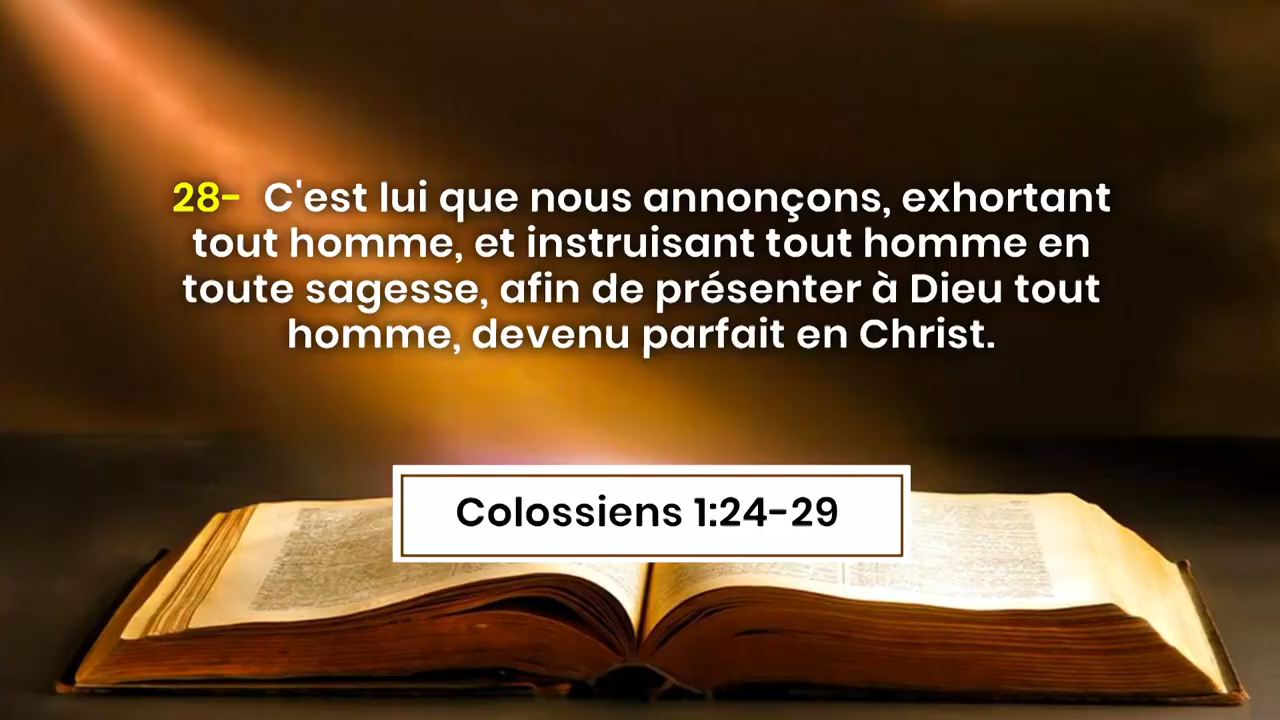 28- C'est lui que nous annonçons, exhortant
tout homme, et instruisant tout homme en
toute sagesse, afin de présenter à Dieu tout
homme, devenu parfait en Christ.
Colossiens 1:24-29